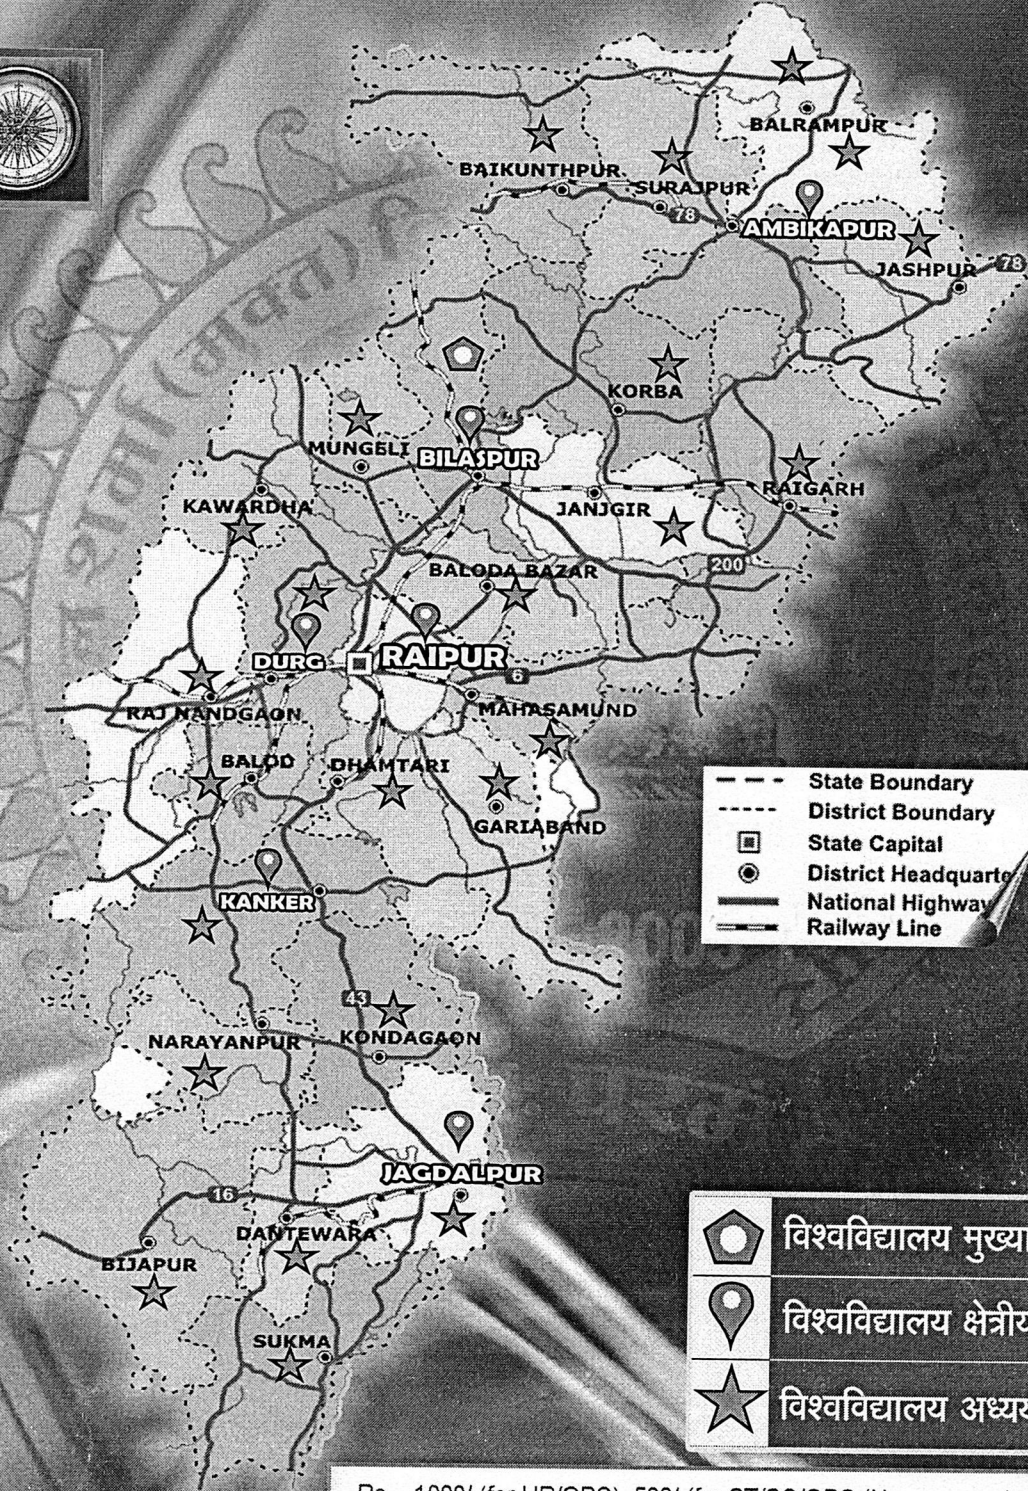 BALRAMPUR
BAIKUNTHPUR
SURAJPUR
78
AMBIKAPUR
JASHPUR
78
KORBA
MUNGELI
BILASPUR
KAWARDHA
JANJGIR
RAIGARH
BALODA BAZAR
200
DURG
RAIPUR
6
RAJ NANDGAON
MAHASAMUND
BALOD
DHAMTARI
GARIABAND
State Boundary
District Boundary
State Capital
District Headquarte
National Highway
Railway Line
KANKER
43
NARAYANPUR
KONDAGAON
JAGDALPUR
16
DANTEWARA
BIJAPUR
SUKMA
विश्वविद्यालय मुख्या
विश्वविद्यालय क्षेत्रीय
विश्वविद्यालय अध्यय